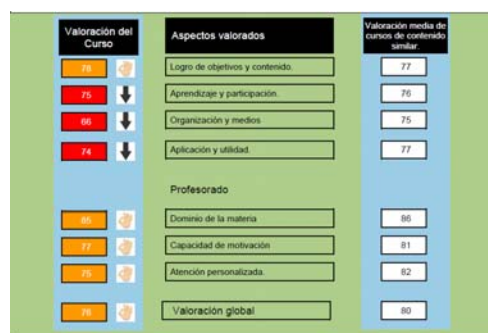 Valoración del Curso
Aspectos valorados
Valoración media de cursos de contenido similar.
78 Logro de objetivos y contenido. 77
75 Aprendizaje y participación. 76
66 Organización y medios 75
74 Aplicación y utilidad. 77
Profesorado
Dominio de la materia 86
77 Capacidad de motivación 81
75 Atención personalizada. 82
Valoración global 80